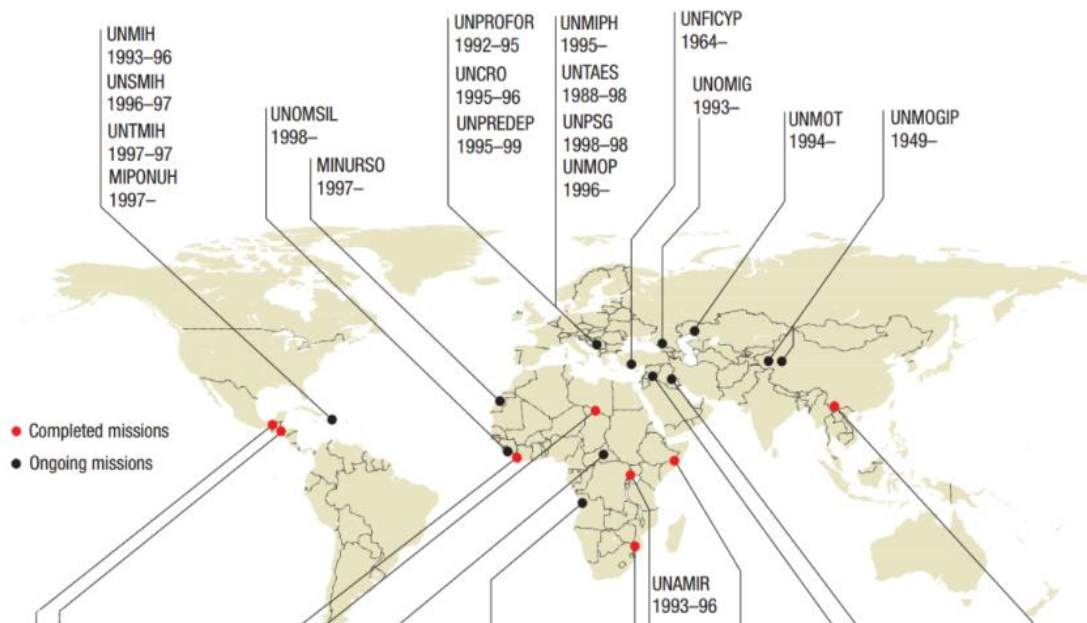 UNMIH
1993–96
UNSMIH
1996–97
UNTMIH
1997–97
MIPONUH
1997–
UNOMSIL
1998–
MINURSO
1997–
UNPROFOR
1992–95
UNCRO
1995–96
UNPREDEP
1995–99
UNMIPH
1995–
UNTAES
1988–98
UNPSG
1998–98
UNMOP
1996–
UNFICYP
1964–
UNOMIG
1993–
UNMOT
1994–
UNMOGIP
1949–
Completed missions
Ongoing missions
UNAMIR
1993–96